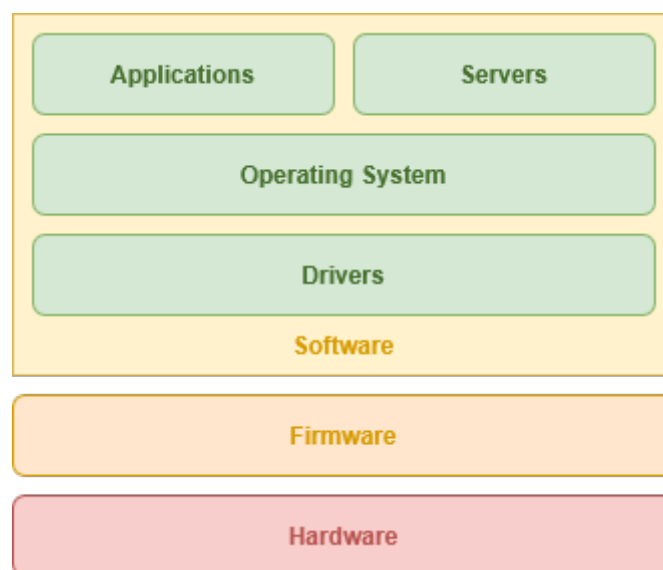 Applications
Servers
Operating System
Drivers
Software
Firmware
Hardware